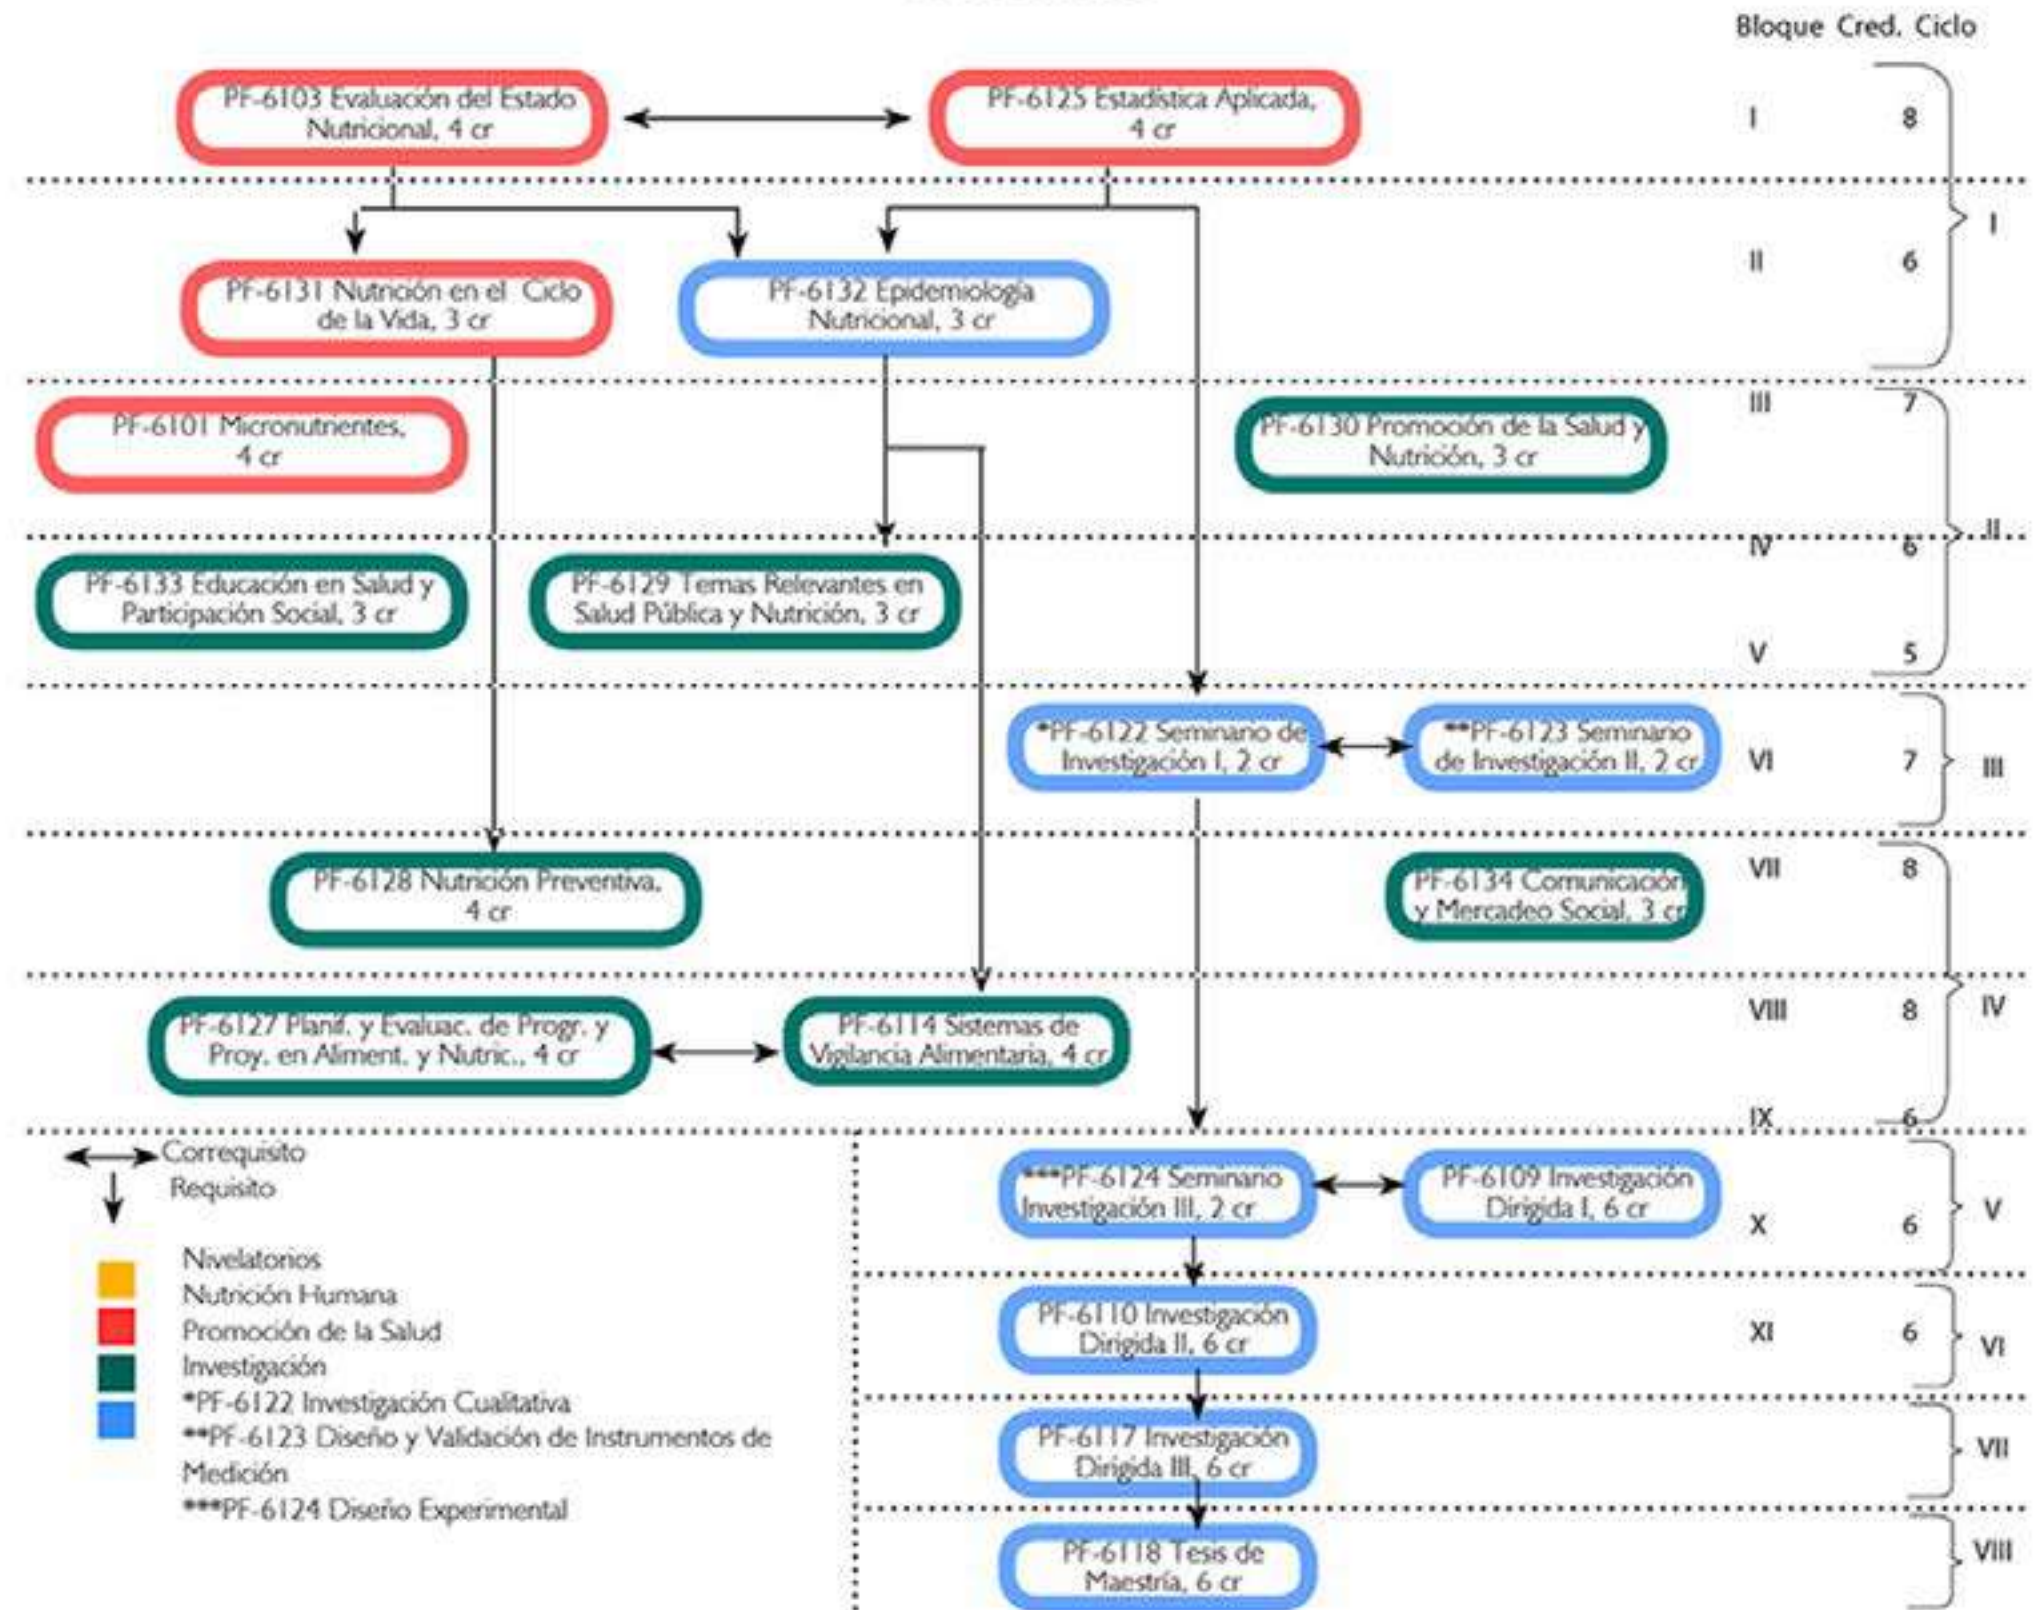 Bloque Cred. Ciclo
PF-6103 Evaluación del Estado
Nutricional, 4 cr
PF-6125 Estadística Aplicada,
4 cr
I 8
I
PF-6131 Nutrición en el Ciclo
de la Vida, 3 cr
PF-6132 Epidemiología
Nutricional, 3 cr
II 6
PF-6101 Micronutrientes,
4 cr
PF-6130 Promoción de la Salud y
Nutrición, 3 cr
III 7
II
IV 6
PF-6133 Educación en Salud y
Participación Social, 3 cr
PF-6129 Temas Relevantes en
Salud Pública y Nutrición, 3 cr
V 5
*PF-6122 Seminario de
Investigación I, 2 cr
**PF-6123 Seminario
de Investigación II, 2 cr
VI 7 III
PF-6128 Nutrición Preventiva,
4 cr
PF-6134 Comunicación
y Mercadeo Social, 3 cr
VII 8
PF-6127 Planif. y Evaluac. de Progr. y
Proy. en Aliment. y Nutric., 4 cr
PF-6114 Sistemas de
Vigilancia Alimentaria, 4 cr
VIII 8 IV
IX 6
Correquisito
Requisito
***PF-6124 Seminario
Investigación III, 2 cr
PF-6109 Investigación
Dirigida I, 6 cr
X 6 V
Nivelatorios
Nutrición Humana
Promoción de la Salud
Investigación
*PF-6122 Investigación Cualitativa
**PF-6123 Diseño y Validación de Instrumentos de
Medición
***PF-6124 Diseño Experimental
PF-6110 Investigación
Dirigida II, 6 cr
XI 6 VI
PF-6117 Investigación
Dirigida III, 6 cr
VII
PF-6118 Tesis de
Maestría, 6 cr
VIII